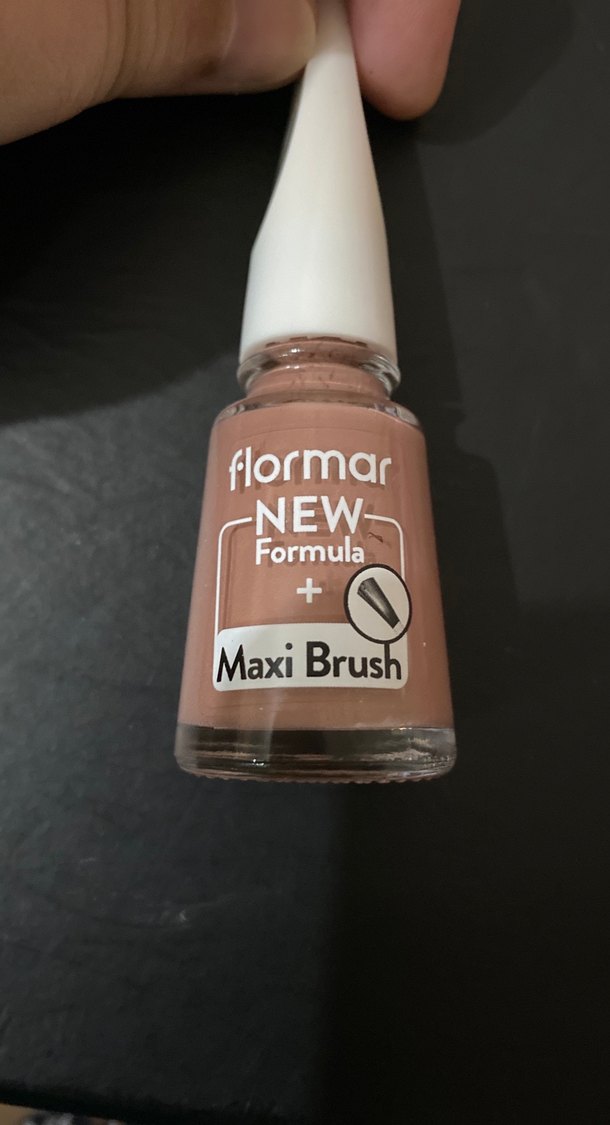 flormar
NEW
Formula
+
Maxi Brush